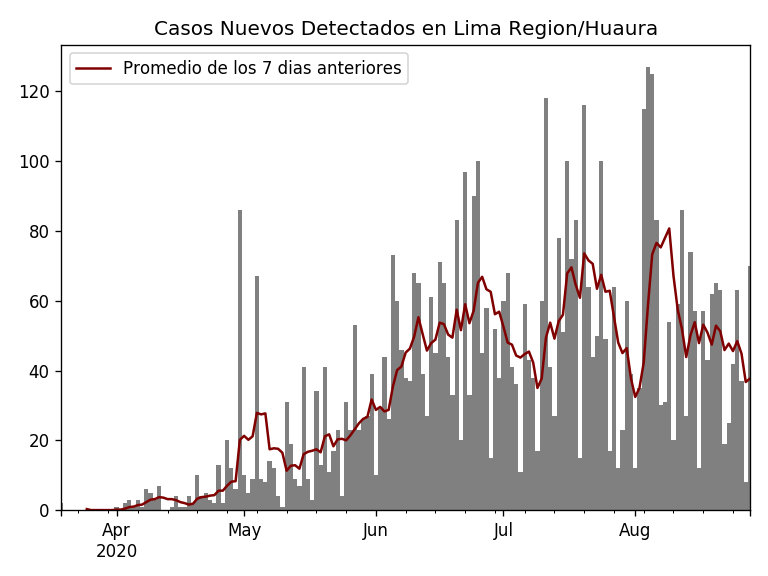 Casos Nuevos Detectados en Lima Region/Huaura
Promedio de los 7 dias anteriores
120
100
80
60
40
20
0
Apr May Jun Jul Aug
2020